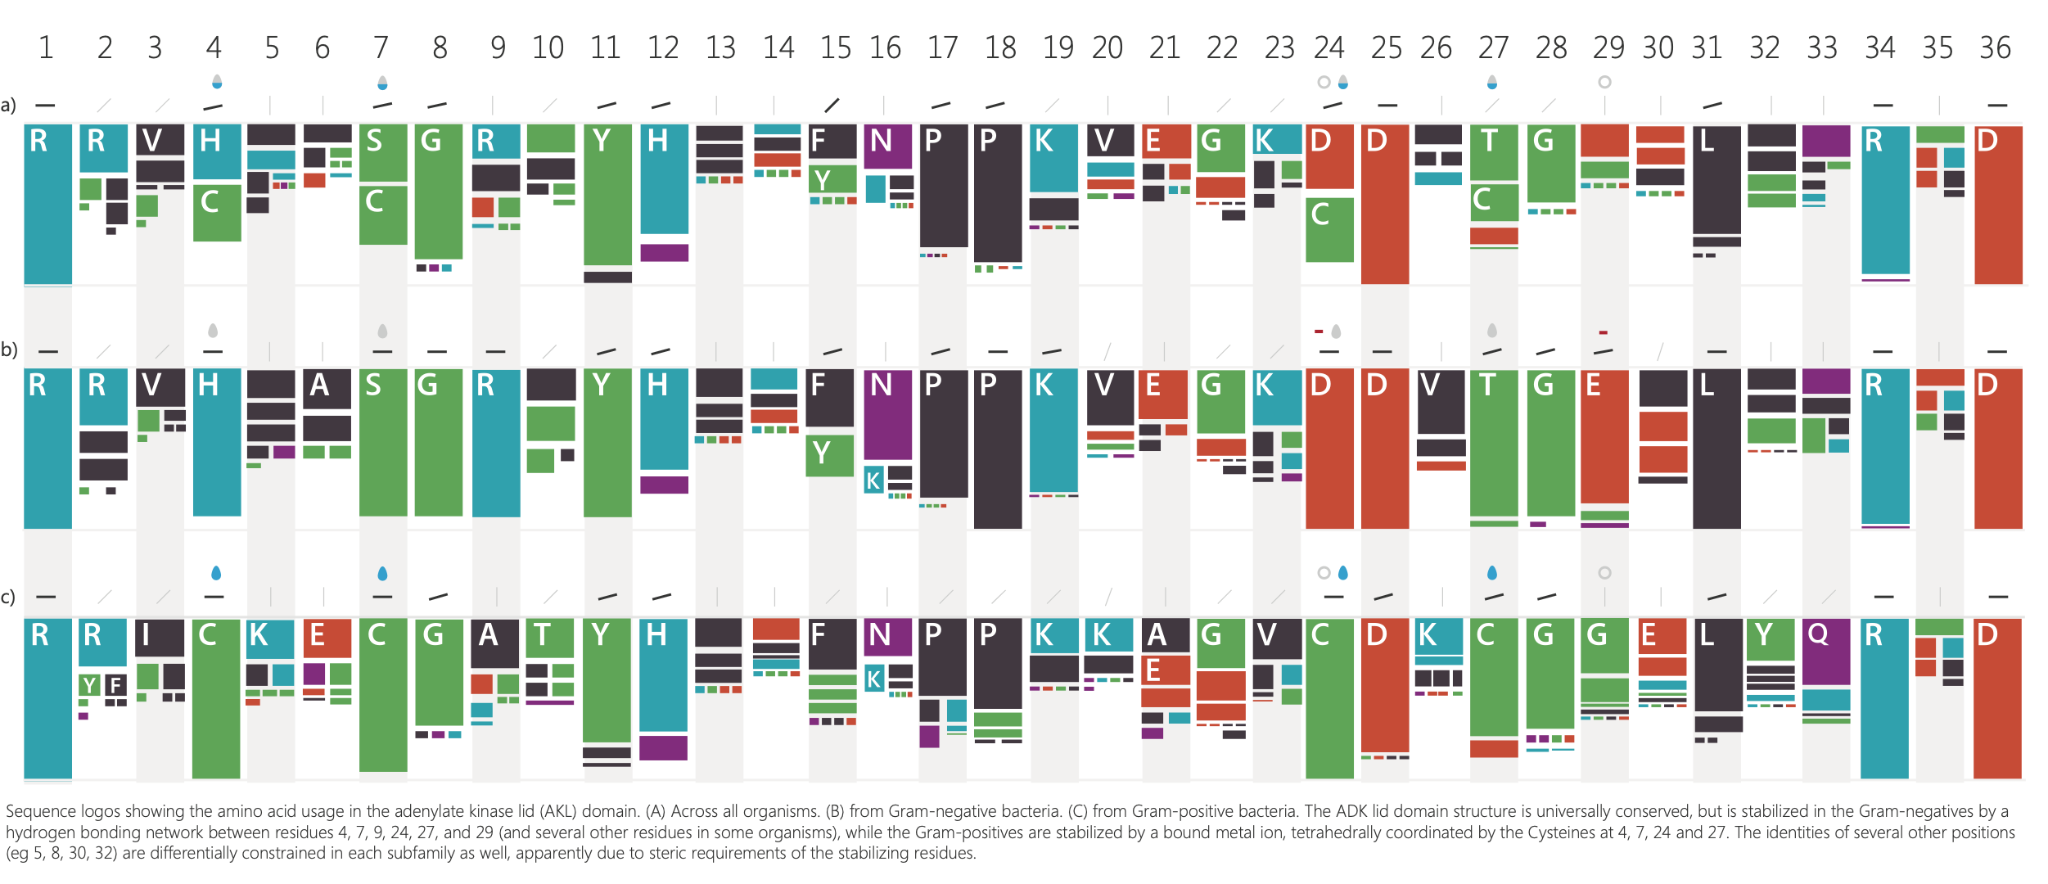 1 2 3 4 5 6 7 8 9 10 11 12 13 14 15 16 17 18 19 20 21 22 23 24 25 26 27 28 29 30 31 32 33 34 35 36
a)
R R V H S G R Y H F N P P K V E G K D D T G L R D
C C Y C C
b)
R R V H A S G R Y H F N P P K V E G K D D V T G E L R D
Y K
c)
R R I C K E C G A T Y H F N P P K K A G V C D K C G G E L Y Q R D
Y F K E
Sequence logos showing the amino acid usage in the adenylate kinase lid (AKL) domain. (A) Across all organisms. (B) from Gram-negative bacteria. (C) from Gram-positive bacteria. The ADK lid domain structure is universally conserved, but is stabilized in the Gram-negatives by a
hydrogen bonding network between residues 4, 7, 9, 24, 27, and 29 (and several other residues in some organisms), while the Gram-positives are stabilized by a bound metal ion, tetrahedrally coordinated by the Cysteines at 4, 7, 24 and 27. The identities of several other positions
(eg 5, 8, 30, 32) are differentially constrained in each subfamily as well, apparently due to steric requirements of the stabilizing residues.